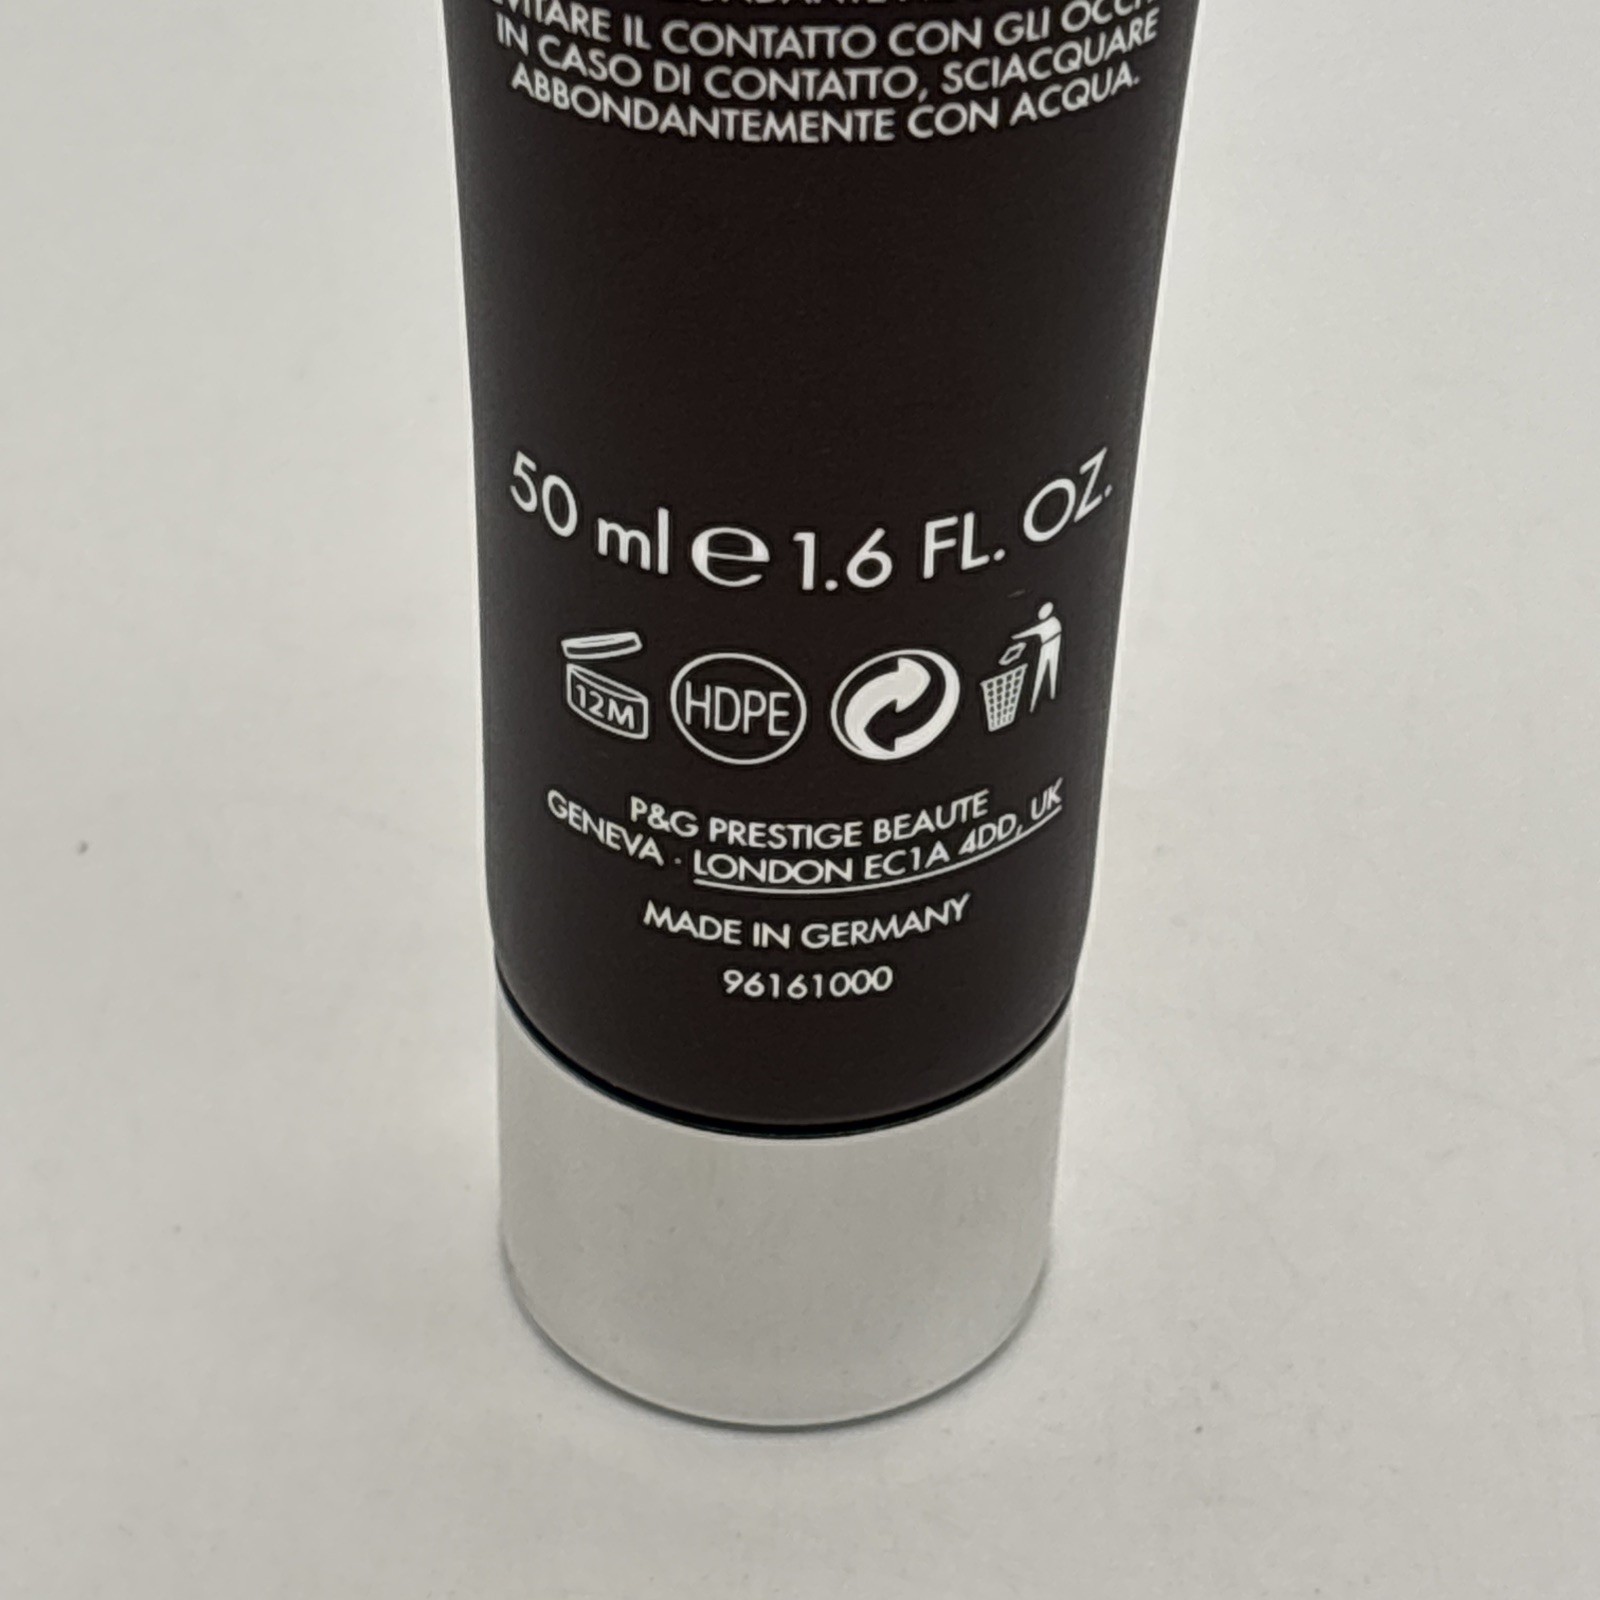 EVITARE IL CONTATTO CON GLI
IN CASO DI CONTATTO, SCIACQUARE
ABBONDANTEMENTE CON ACQUA.
50 ml e 1.6 FL. OZ.
12M HDPE
P&G PRESTIGE BEAUTE
GENEVA · LONDON EC1A 4DD, UK
MADE IN GERMANY
96161000